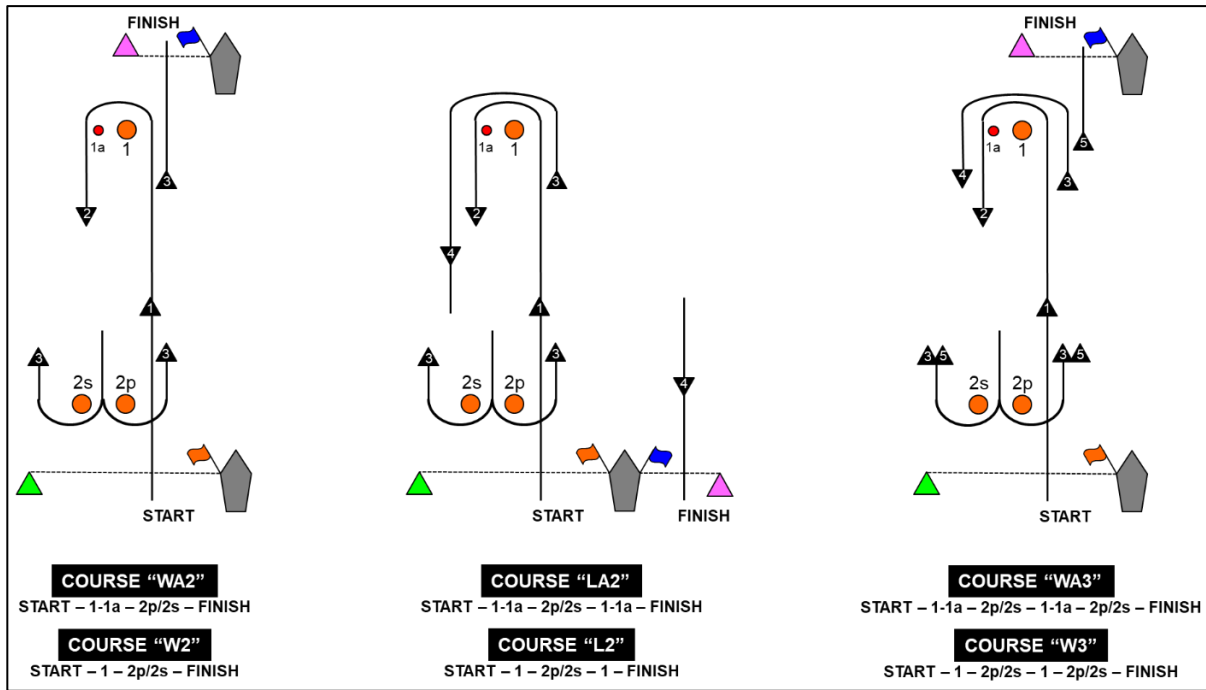 FINISH
1a
1
3
2
1
3
3
2s
2p
START
COURSE “WA2”
START – 1-1a – 2p/2s – FINISH
COURSE “W2”
START – 1 – 2p/2s – FINISH
1a
1
3
2
4
1
3
3
4
2s
2p
START
FINISH
COURSE “LA2”
START – 1-1a – 2p/2s – 1-1a – FINISH
COURSE “L2”
START – 1 – 2p/2s – 1 – FINISH
FINISH
1a
1
5
4
3
2
1
3 5
3 5
2s
2p
START
COURSE “WA3”
START – 1-1a – 2p/2s – 1-1a – 2p/2s – FINISH
COURSE “W3”
START – 1 – 2p/2s – 1 – 2p/2s – FINISH